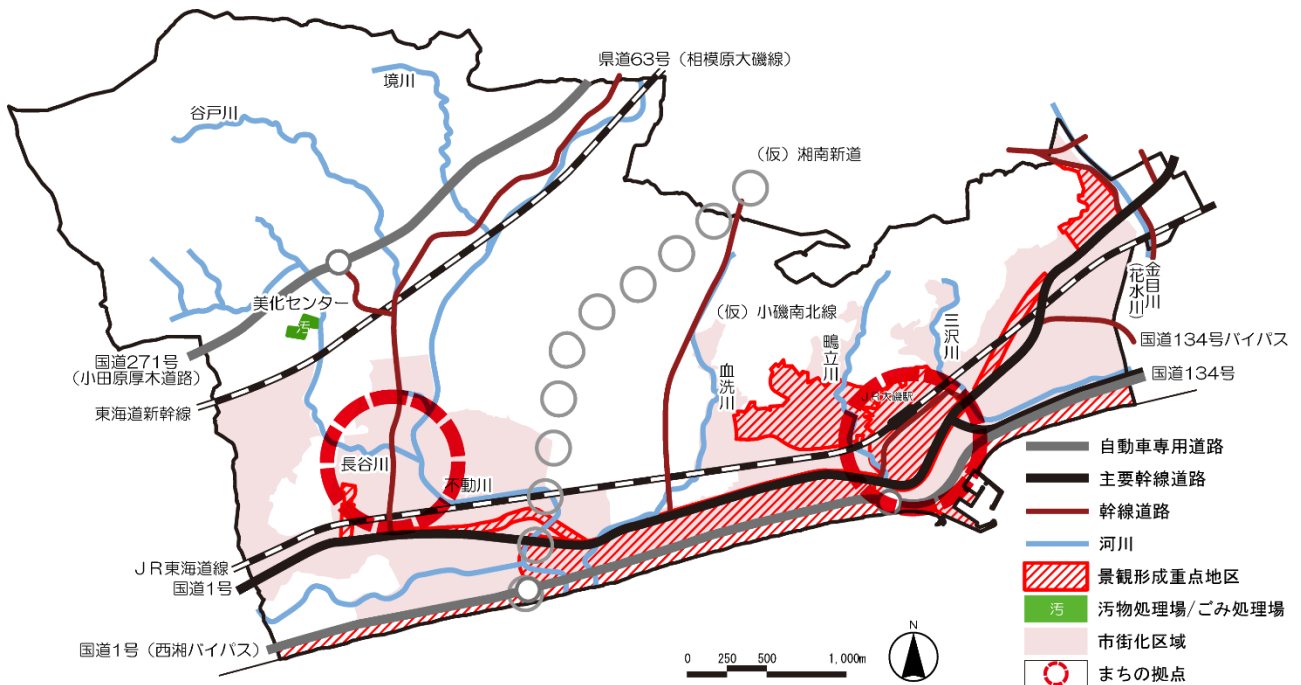 県道63号（相模原大磯線）
境川
谷戸川
（仮）湘南新道
美化センター
汚
金目川
（花水川）
（仮）小磯南北線
鴫立川
三沢川
国道134号バイパス
国道271号
（小田原厚木道路）
血洗川
国道134号
東海道新幹線
ＪＲ大磯駅
長谷川
不動川
自動車専用道路
主要幹線道路
幹線道路
河川
ＪＲ東海道線
国道1号
景観形成重点地区
汚
汚物処理場/ごみ処理場
市街化区域
国道1号（西湘バイパス）
まちの拠点
N
0 250 500 1,000m